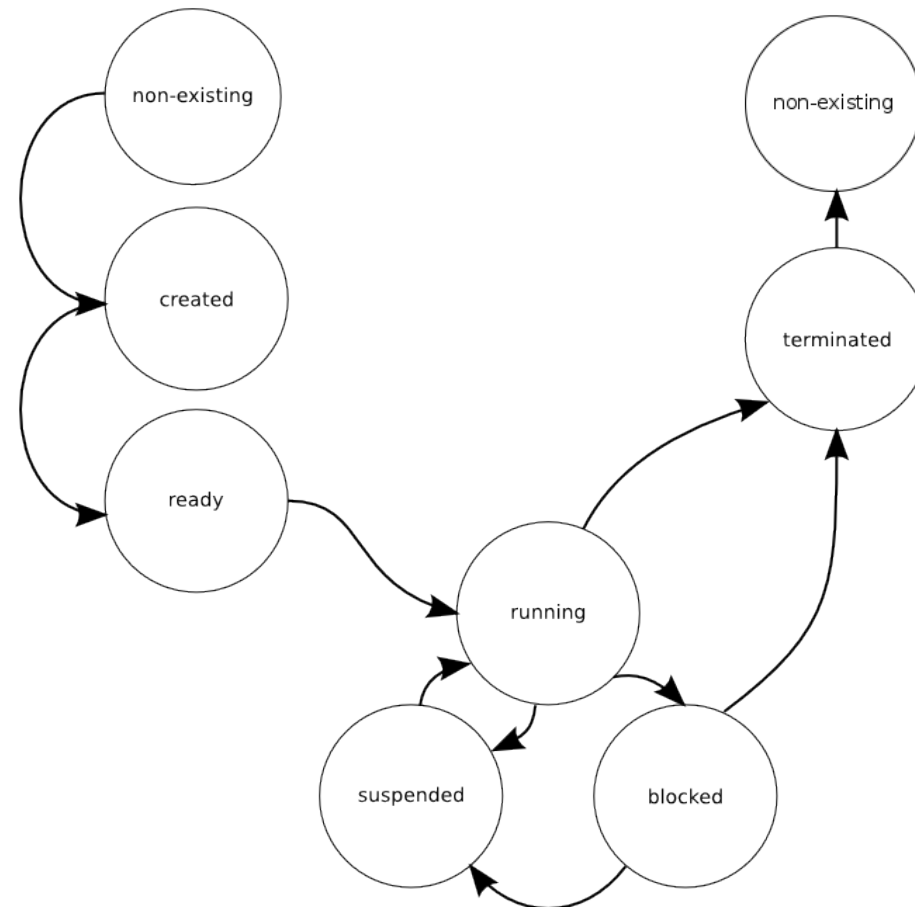 non-existing
non-existing
created
terminated
ready
running
suspended
blocked